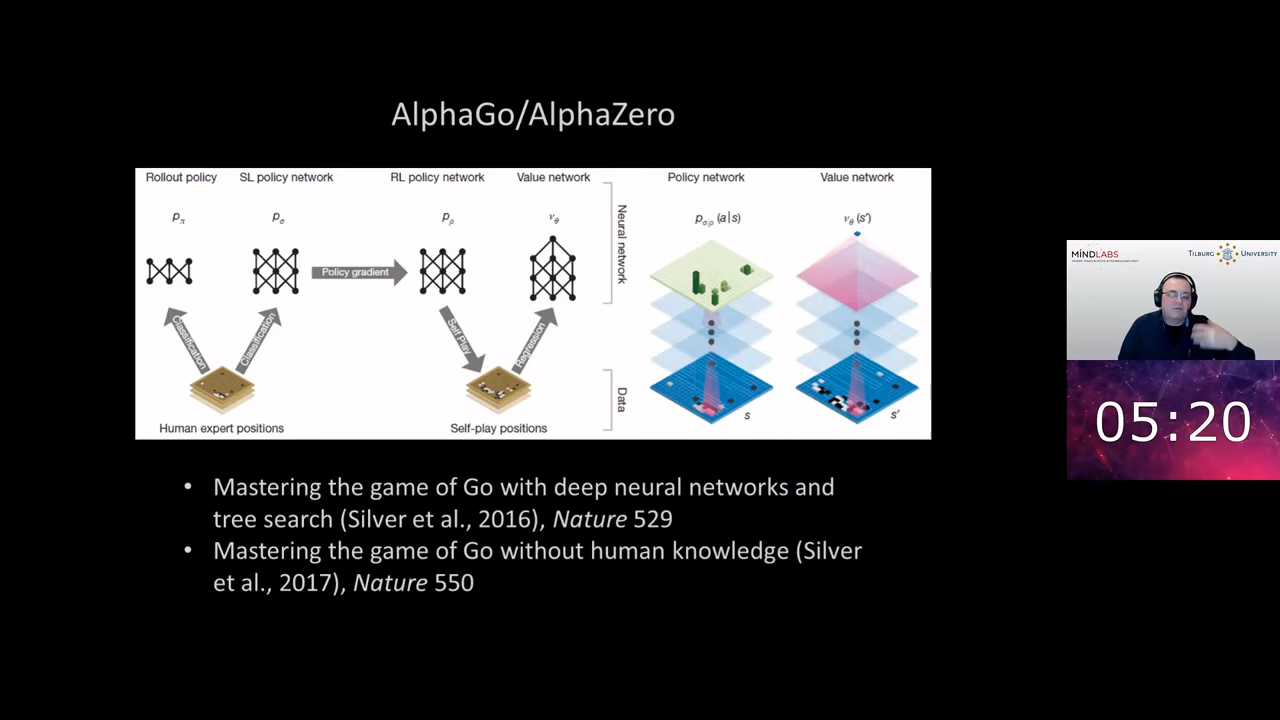 AlphaGo/AlphaZero
Rollout policy
SL policy network
RL policy network
Value network
Policy network
Value network
pπ
pσ
pρ
vθ
Neural network
pσ|ρ (a|s)
vθ (s′)
Policy gradient
Classification
Classification
Self Play
Regression
Data
s
s′
Human expert positions
Self-play positions
MINDLABS
TILBURG UNIVERSITY
05:20
• Mastering the game of Go with deep neural networks and
tree search (Silver et al., 2016), Nature 529
• Mastering the game of Go without human knowledge (Silver
et al., 2017), Nature 550